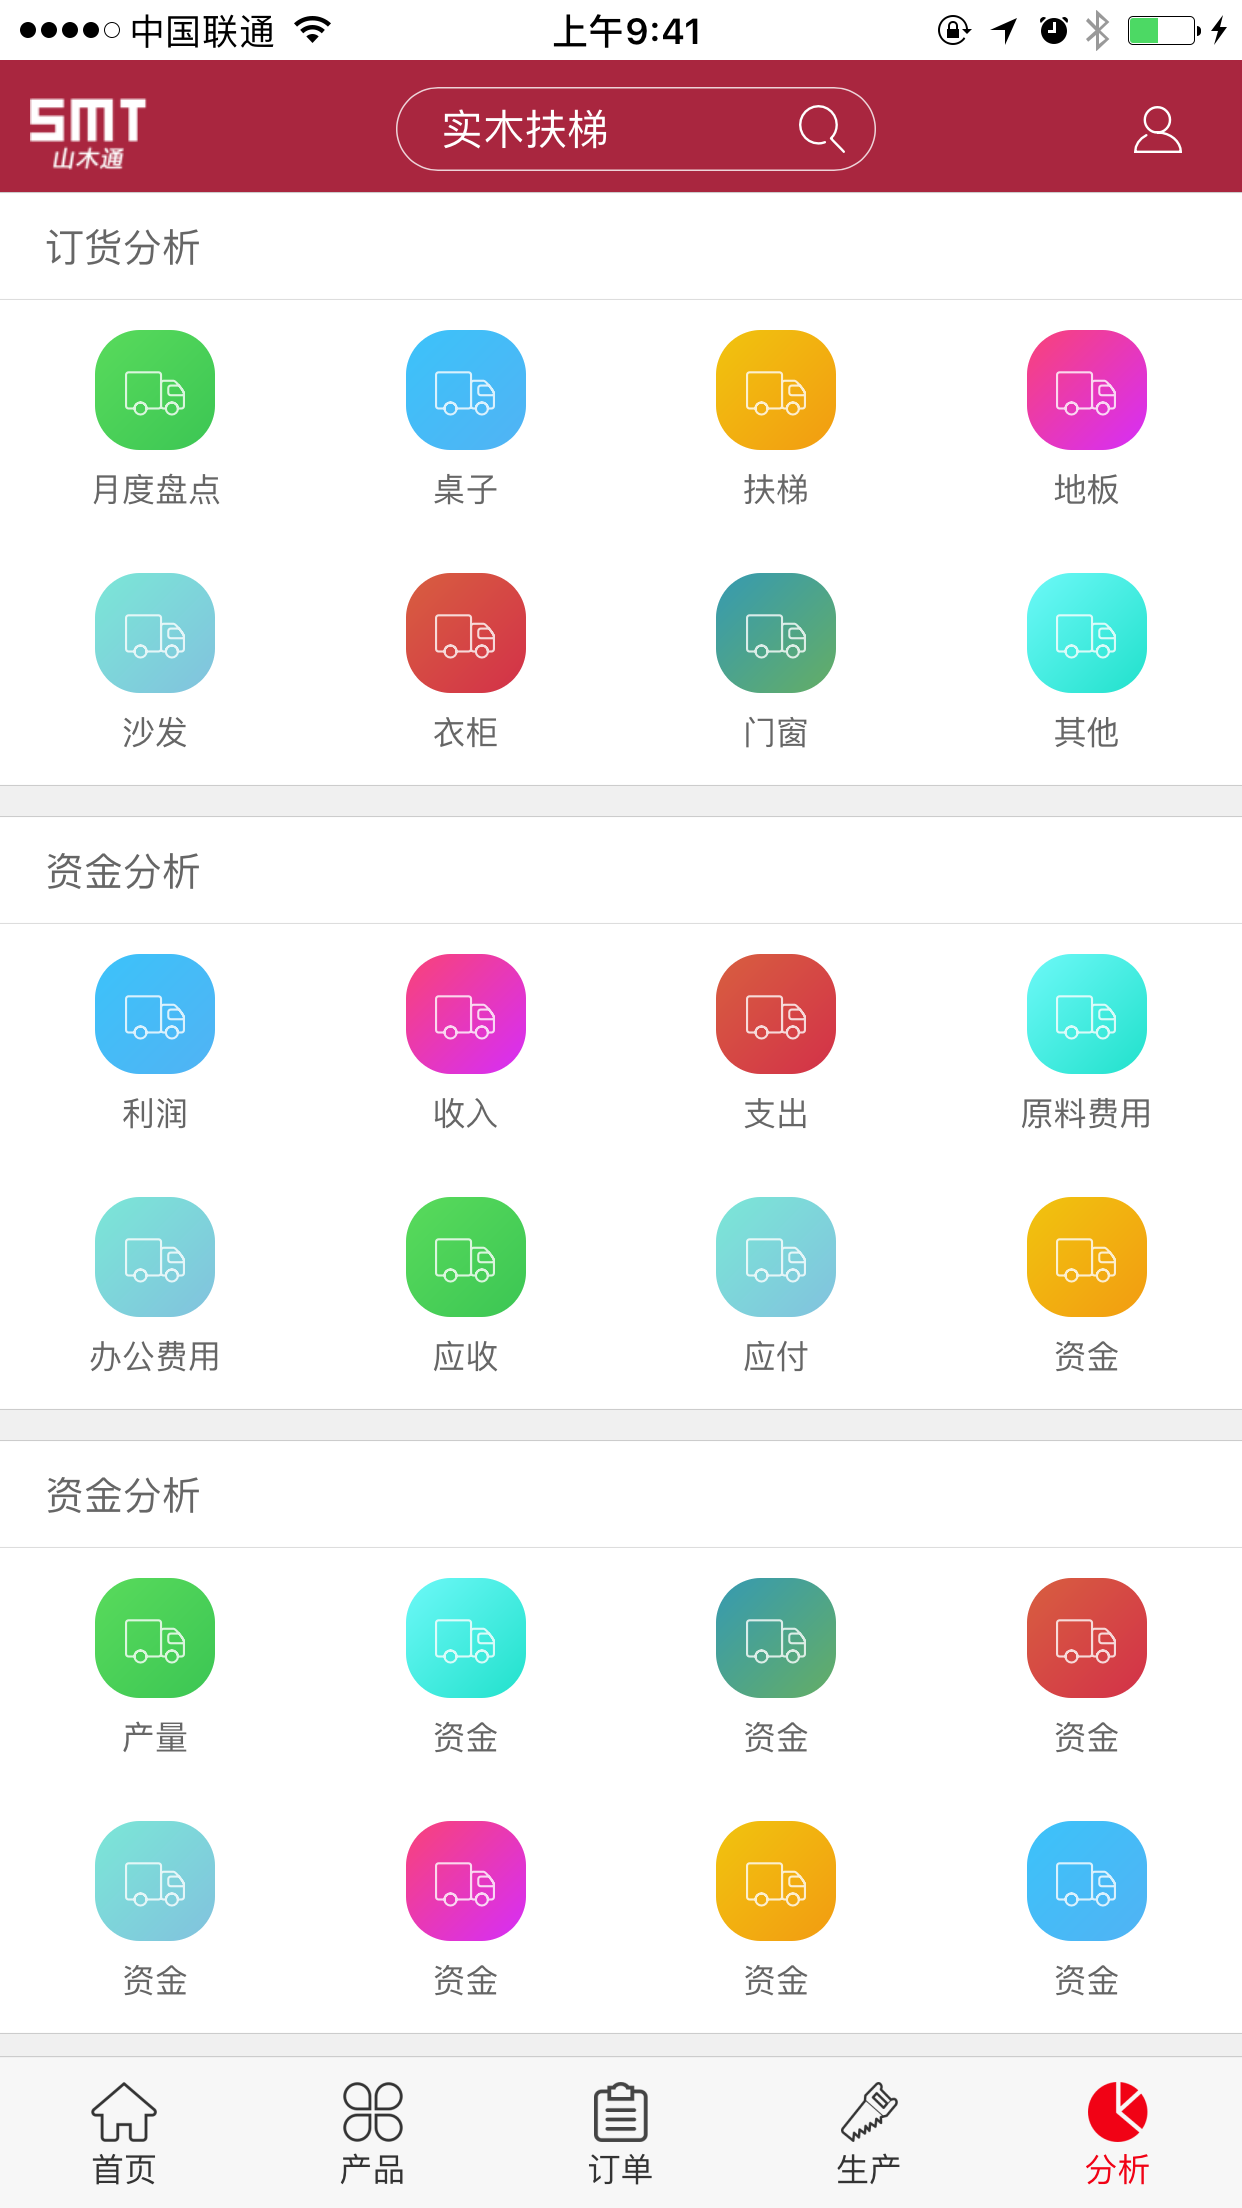 中国联通 上午9:41
SMT
山木通
实木扶梯
订货分析
月度盘点 桌子 扶梯 地板
沙发 衣柜 门窗 其他
资金分析
利润 收入 支出 原料费用
办公费用 应收 应付 资金
资金分析
产量 资金 资金 资金
资金 资金 资金 资金
首页 产品 订单 生产 分析